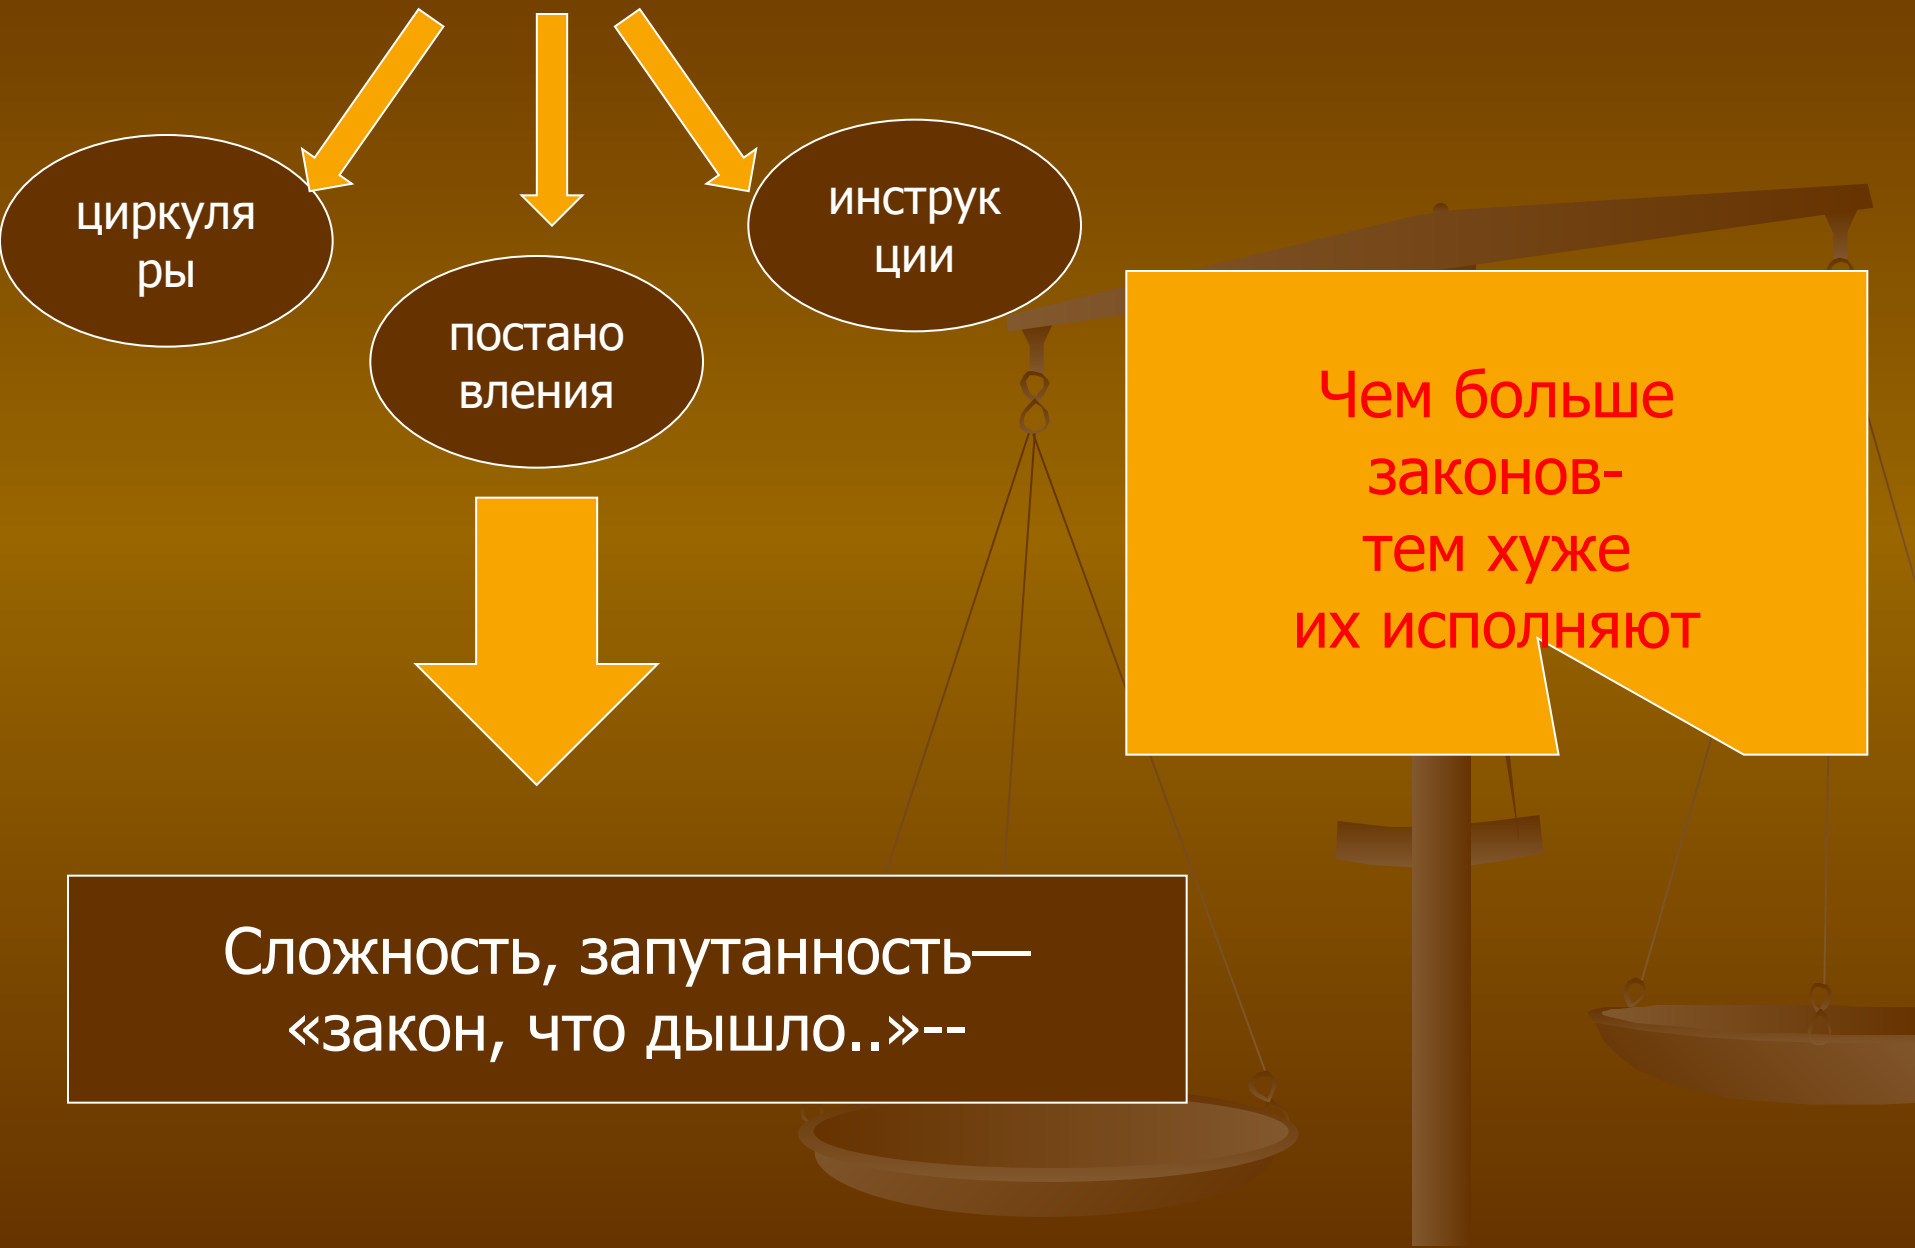 циркуля
ры
постано
вления
инструк
ции
Чем больше
законов-
тем хуже
их исполняют
Сложность, запутанность—
«закон, что дышло..»--